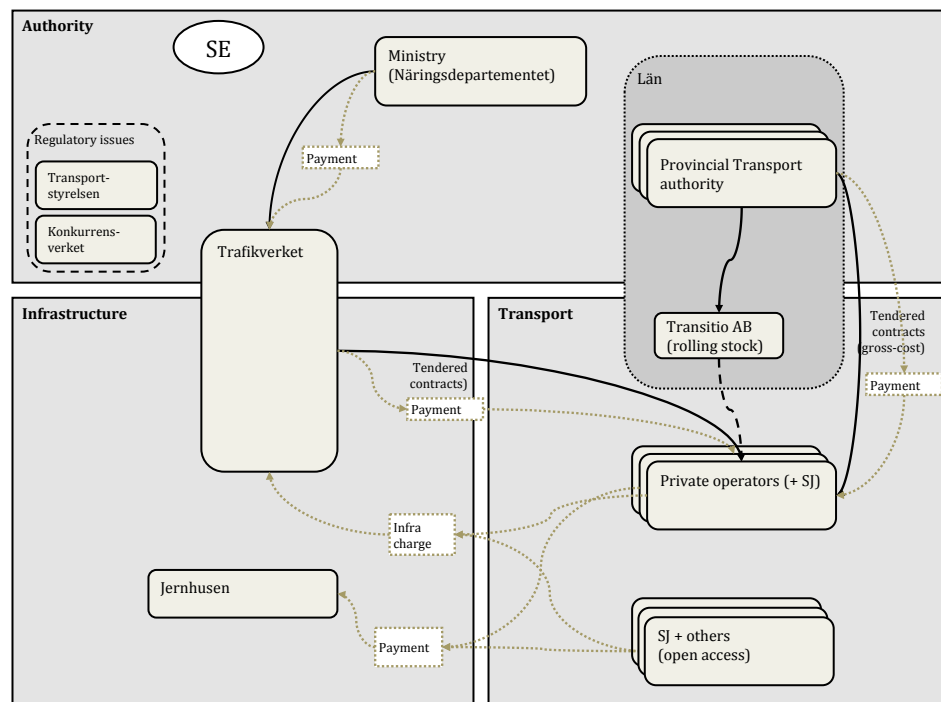 Authority
SE
Ministry
(Näringsdepartementet)
Län
Regulatory issues
Transport-
styrelsen
Konkurrens-
verket
Payment
Provincial Transport
authority
Trafikverket
Infrastructure
Transport
Transitio AB
(rolling stock)
Tendered
contracts
(gross-cost)
Tendered
contracts)
Payment
Payment
Private operators (+ SJ)
Infra
charge
Jernhusen
Payment
SJ + others
(open access)